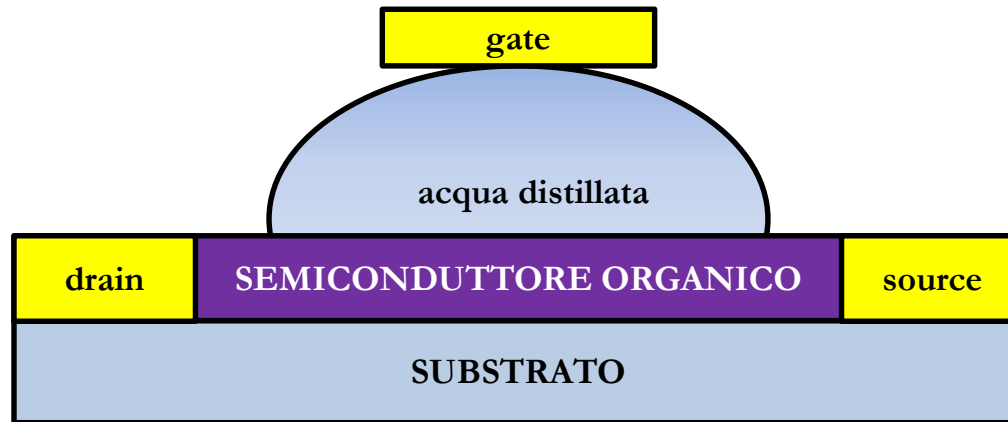 gate
acqua distillata
drain
SEMICONDUTTORE ORGANICO
source
SUBSTRATO